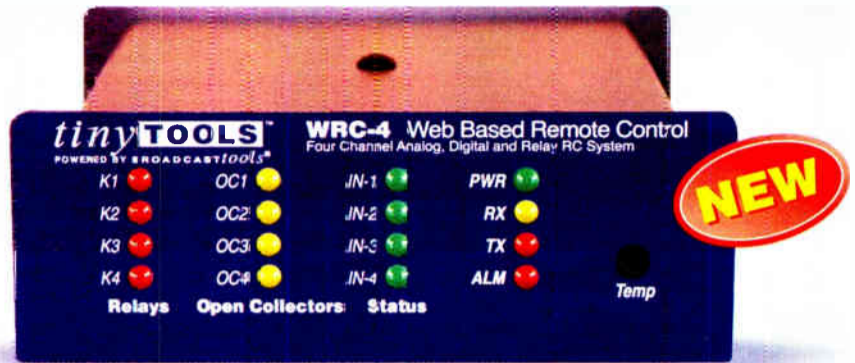 tiny TOOLS™
POWERED BY BROADCAST tools®
WRC-4 Web Based Remote Control
Four Channel Analog, Digital and Relay RC System
K1 OC1 IN-1 PWR
K2 OC2 IN-2 RX
K3 OC3 IN-3 TX
K4 OC4 IN-4 ALM
Relays Open Collectors Status
Temp
NEW